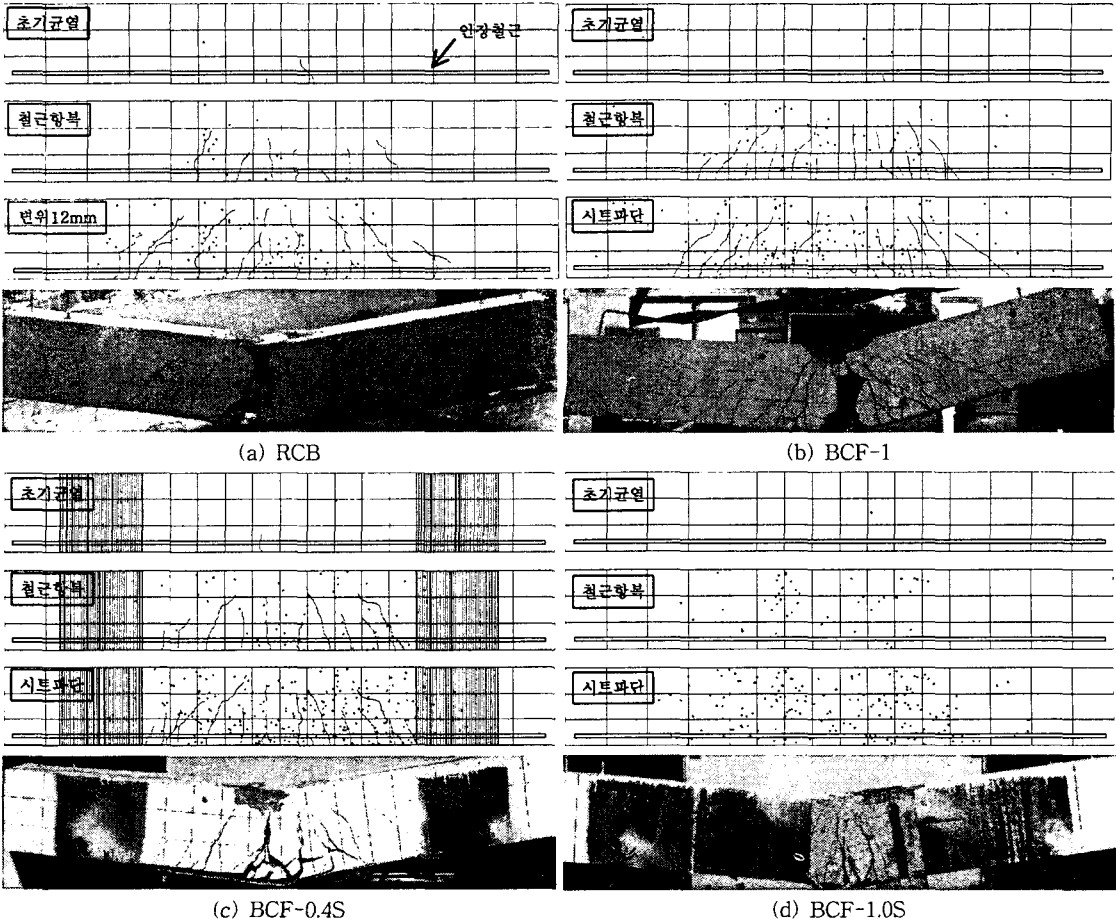 초기균열
인장철근
철근항복
변위12mm
(a) RCB
초기균열
철근항복
시트파단
(b) BCF-1
초기균열
철근항복
시트파단
(c) BCF-0.4S
초기균열
철근항복
시트파단
(d) BCF-1.0S